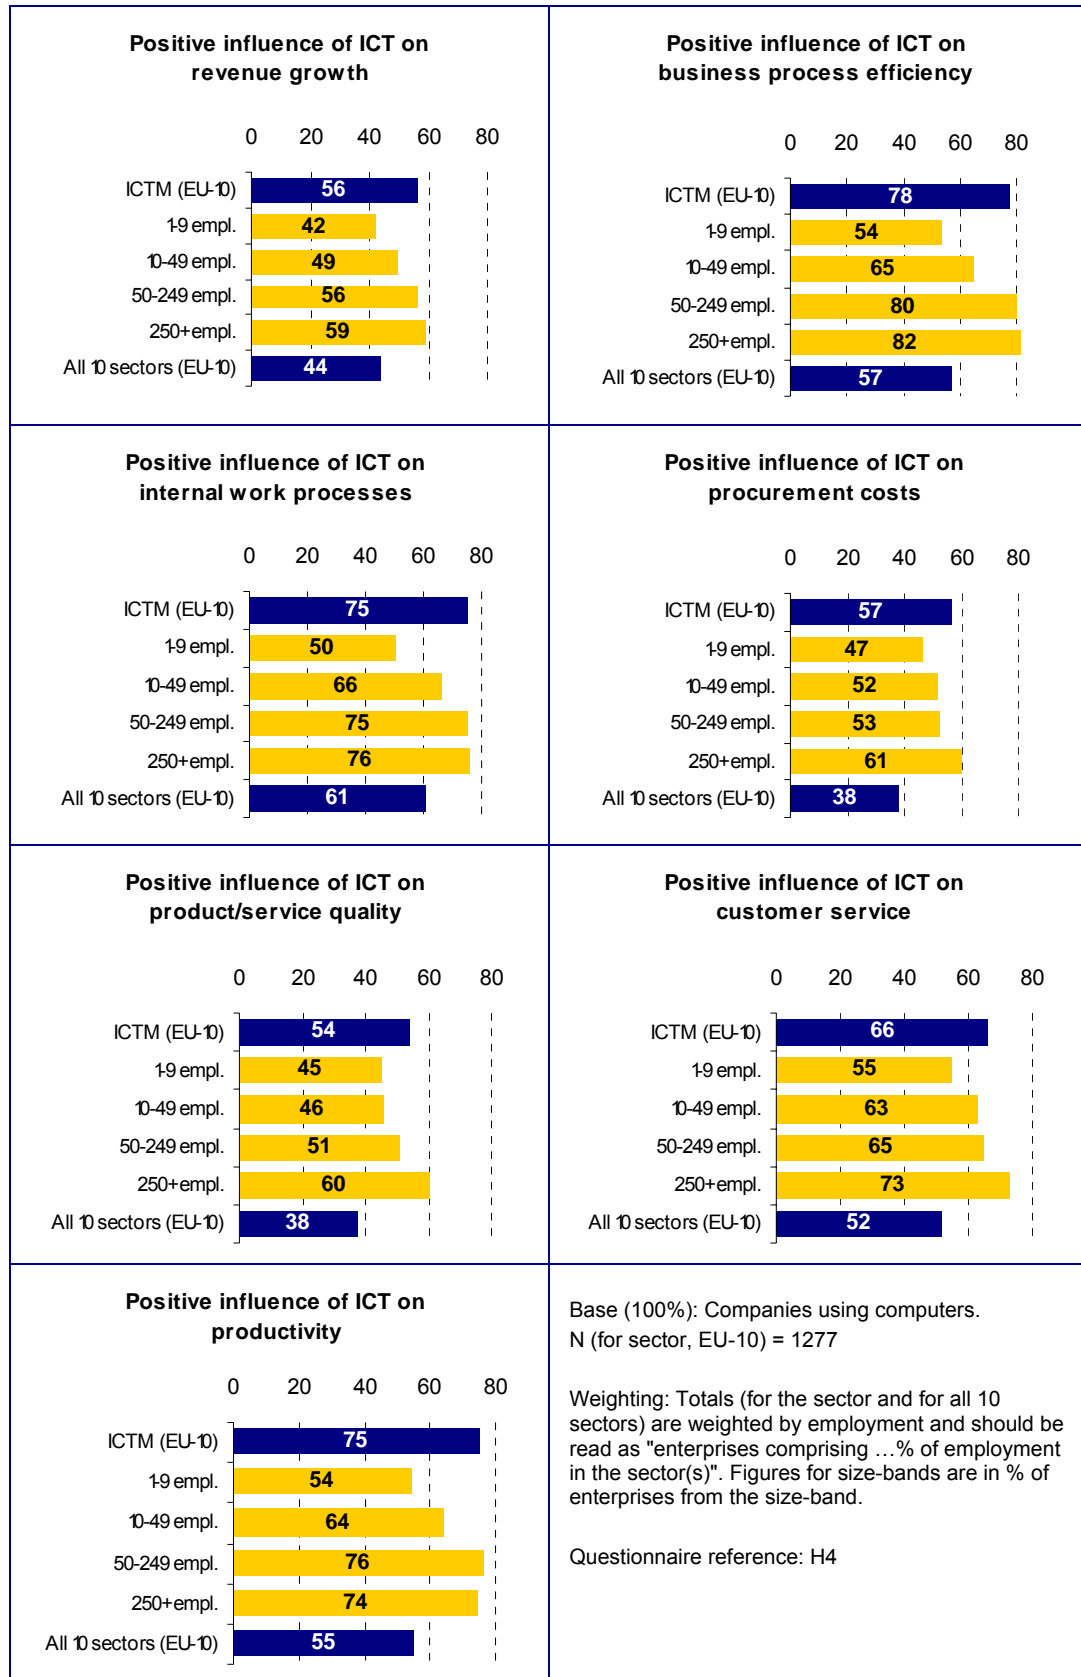 Positive influence of ICT on
revenue growth
0 20 40 60 80
ICTM (EU-10) 56
1-9 empl. 42
10-49 empl. 49
50-249 empl. 56
250+empl. 59
All 10 sectors (EU-10) 44
Positive influence of ICT on
business process efficiency
0 20 40 60 80
ICTM (EU-10) 78
1-9 empl. 54
10-49 empl. 65
50-249 empl. 80
250+empl. 82
All 10 sectors (EU-10) 57
Positive influence of ICT on
internal work processes
0 20 40 60 80
ICTM (EU-10) 75
1-9 empl. 50
10-49 empl. 66
50-249 empl. 75
250+empl. 76
All 10 sectors (EU-10) 61
Positive influence of ICT on
procurement costs
0 20 40 60 80
ICTM (EU-10) 57
1-9 empl. 47
10-49 empl. 52
50-249 empl. 53
250+empl. 61
All 10 sectors (EU-10) 38
Positive influence of ICT on
product/service quality
0 20 40 60 80
ICTM (EU-10) 54
1-9 empl. 45
10-49 empl. 46
50-249 empl. 51
250+empl. 60
All 10 sectors (EU-10) 38
Positive influence of ICT on
customer service
0 20 40 60 80
ICTM (EU-10) 66
1-9 empl. 55
10-49 empl. 63
50-249 empl. 65
250+empl. 73
All 10 sectors (EU-10) 52
Positive influence of ICT on
productivity
0 20 40 60 80
ICTM (EU-10) 75
1-9 empl. 54
10-49 empl. 64
50-249 empl. 76
250+empl. 74
All 10 sectors (EU-10) 55
Base (100%): Companies using computers.
N (for sector, EU-10) = 1277
Weighting: Totals (for the sector and for all 10
sectors) are weighted by employment and should be
read as "enterprises comprising …% of employment
in the sector(s)". Figures for size-bands are in % of
enterprises from the size-band.
Questionnaire reference: H4